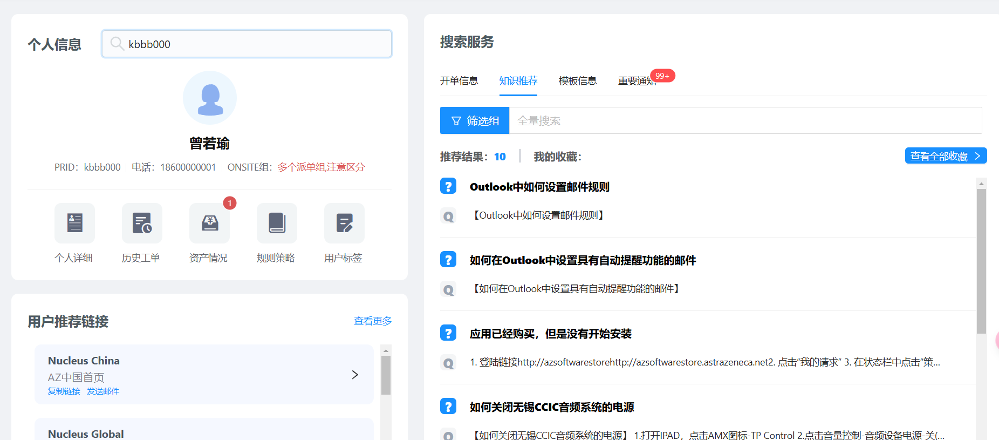 个人信息
kbbb000
曾若瑜
PRID：kbbb000 电话：18600000001 ONSITE组：多个派单组,注意区分
1
个人详细 历史工单 资产情况 规则策略 用户标签
用户推荐链接 查看更多
Nucleus China
AZ中国首页
复制链接 发送邮件
Nucleus Global
搜索服务
开单信息 知识推荐 模板信息 重要通知 99+
筛选组 全量搜索
推荐结果：10 我的收藏： 查看全部收藏
? Outlook中如何设置邮件规则
Q 【Outlook中如何设置邮件规则】
? 如何在Outlook中设置具有自动提醒功能的邮件
Q 【如何在Outlook中设置具有自动提醒功能的邮件】
? 应用已经购买，但是没有开始安装
Q 1. 登陆链接http://azsoftwarestorehttp://azsoftwarestore.astrazeneca.net2. 点击“我的请求” 3. 在状态栏中点击“策...
? 如何关闭无锡CCIC音频系统的电源
Q 【如何关闭无锡CCIC音频系统的电源】 1.打开IPAD，点击AMX图标-TP Control 2.点击音量控制-音频设备电源-关(...